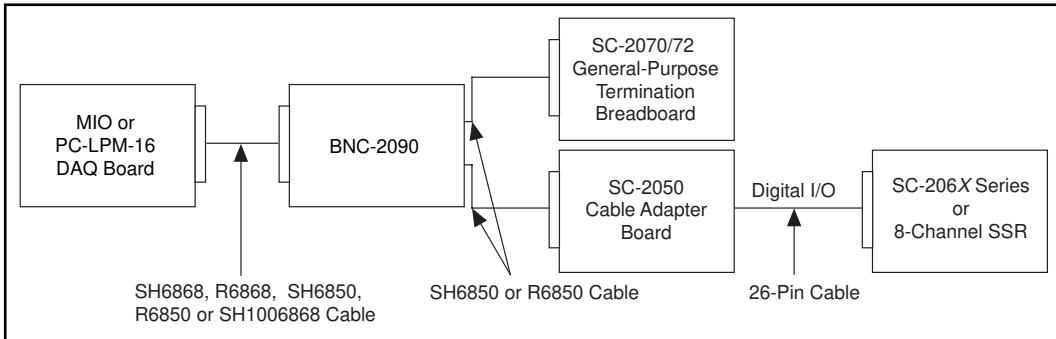 MIO or
PC-LPM-16
DAQ Board
BNC-2090
SC-2070/72
General-Purpose
Termination
Breadboard
SC-2050
Cable Adapter
Board
Digital I/O
SC-206X Series
or
8-Channel SSR
SH6868, R6868, SH6850,
R6850 or SH1006868 Cable
SH6850 or R6850 Cable
26-Pin Cable